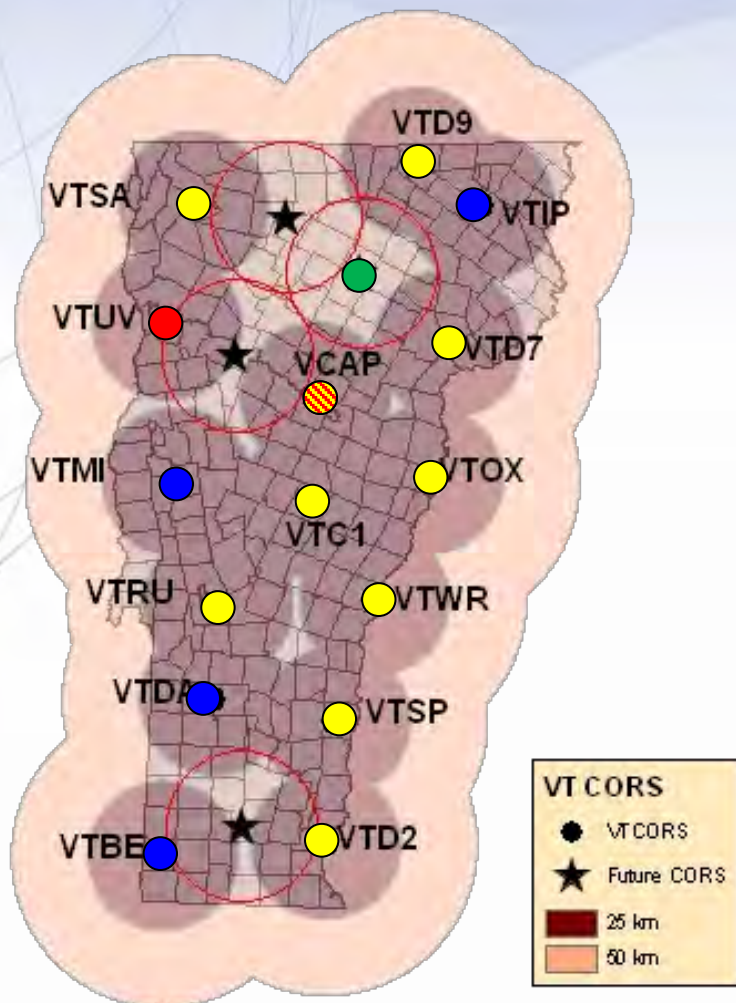 VTD9
VTSA
VTIP
VTUV
VTD7
VCAP
VTMI
VTOX
VTC1
VTRU
VTWR
VTDA
VTSP
VTBE
VTD2
VT CORS
VTCORS
Future CORS
25 km
50 km